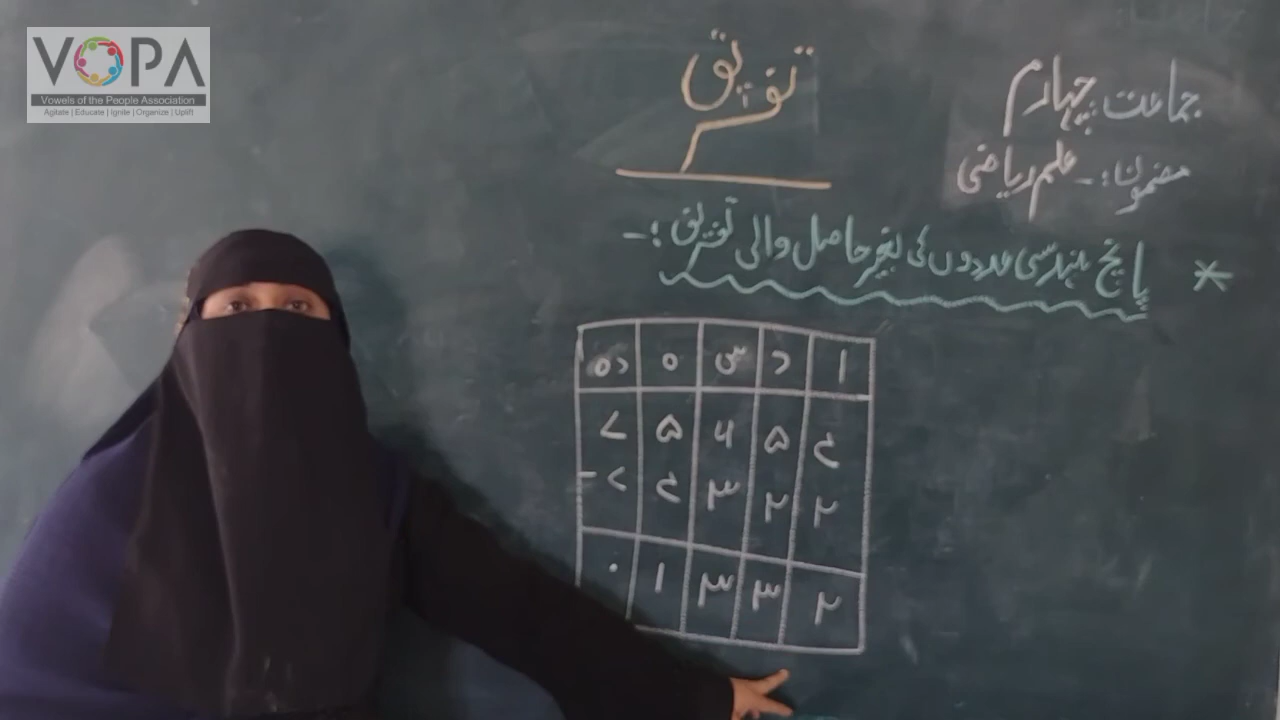 VOPA
Vowels of the People Association
Agitate | Educate | Ignite | Organize | Uplift
جماعت :- چہارم
مضمون :- علم ریاضی
تفریق
* پانچ ہندسی عددوں کی بغیر حاصل والی تفریق :-
ا د س ہ دہ
۷ ۵ ۶ ۵ ۴
- ۷ ۴ ۳ ۲ ۲
۰ ۱ ۳ ۳ ۲